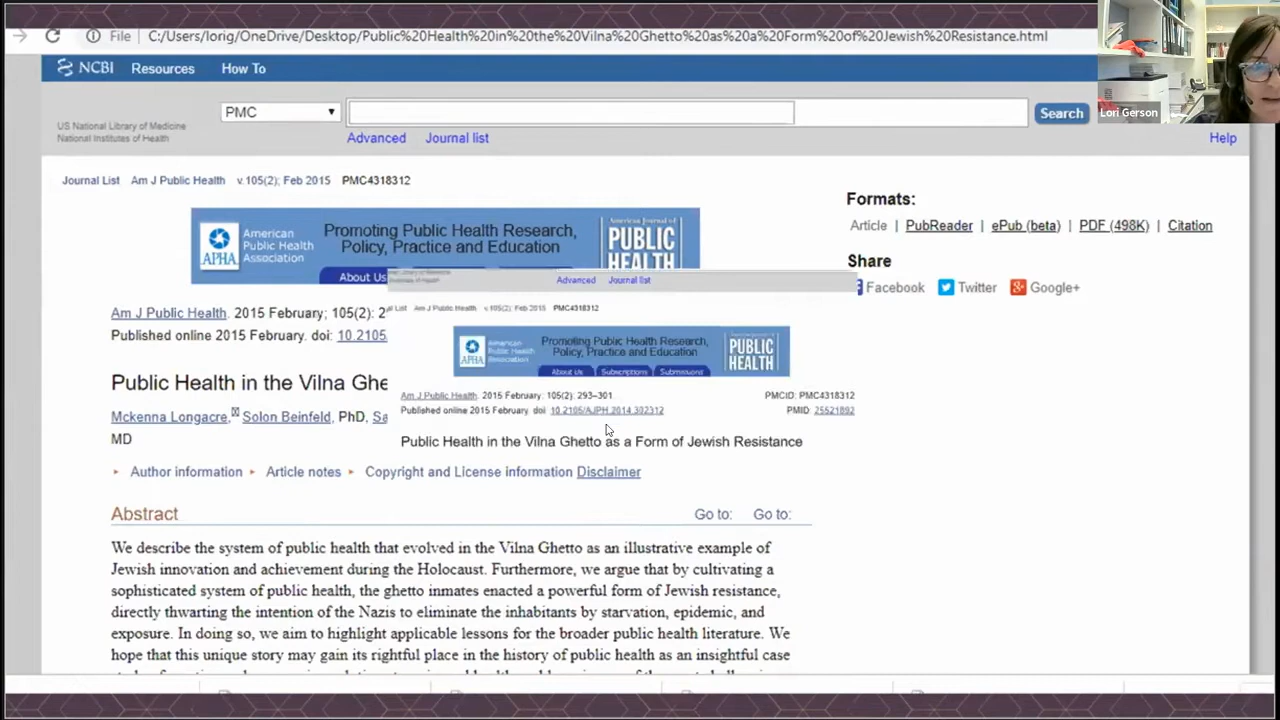 File C:/Users/lorig/OneDrive/Desktop/Public%20Health%20in%20the%20Vilna%20Ghetto%20as%20a%20Form%20of%20Jewish%20Resistance.html
NCBI Resources How To
PMC
Search
Lori Gerson
US National Library of Medicine
National Institutes of Health
Advanced Journal list
Help
Journal List Am J Public Health v.105(2); Feb 2015 PMC4318312
Formats:
Article | PubReader | ePub (beta) | PDF (498K) | Citation
Share
Facebook Twitter Google+
APHA
American Public Health Association
Promoting Public Health Research,
Policy, Practice and Education
American Journal of
PUBLIC
HEALTH
About Us
Advanced Journal list
Am J Public Health v.105(2); Feb 2015 PMC4318312
APHA
American Public Health Association
Promoting Public Health Research,
Policy, Practice and Education
PUBLIC
HEALTH
About Us Subscriptions Submissions
Am J Public Health. 2015 February; 105(2): 293–301 PMCID: PMC4318312
Published online 2015 February. doi 10.2105/AJPH.2014.302312 PMID: 25521892
Public Health in the Vilna Ghetto as a Form of Jewish Resistance
Am J Public Health. 2015 February; 105(2): 2
Published online 2015 February. doi: 10.2105
Public Health in the Vilna Ghe
Mckenna Longacre, Solon Beinfeld, PhD, Sa
MD
Author information Article notes Copyright and License information Disclaimer
Abstract Go to: Go to:
We describe the system of public health that evolved in the Vilna Ghetto as an illustrative example of
Jewish innovation and achievement during the Holocaust. Furthermore, we argue that by cultivating a
sophisticated system of public health, the ghetto inmates enacted a powerful form of Jewish resistance,
directly thwarting the intention of the Nazis to eliminate the inhabitants by starvation, epidemic, and
exposure. In doing so, we aim to highlight applicable lessons for the broader public health literature. We
hope that this unique story may gain its rightful place in the history of public health as an insightful case